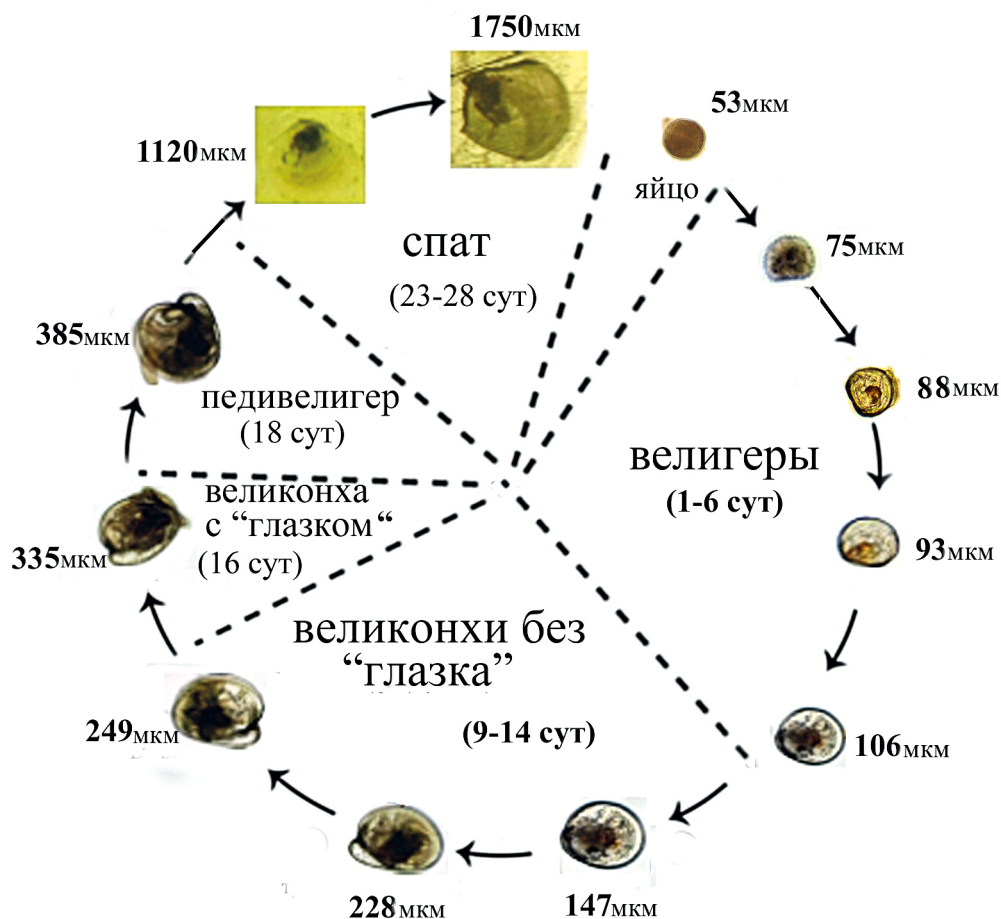 1750мкм
53мкм
яйцо
75мкм
88мкм
велигеры
(1-6 сут)
93мкм
106мкм
147мкм
228мкм
великонхи без
“глазка”
(9-14 сут)
249мкм
335мкм
великонха
с “глазком“
(16 сут)
385мкм
педивелигер
(18 сут)
1120мкм
спат
(23-28 сут)